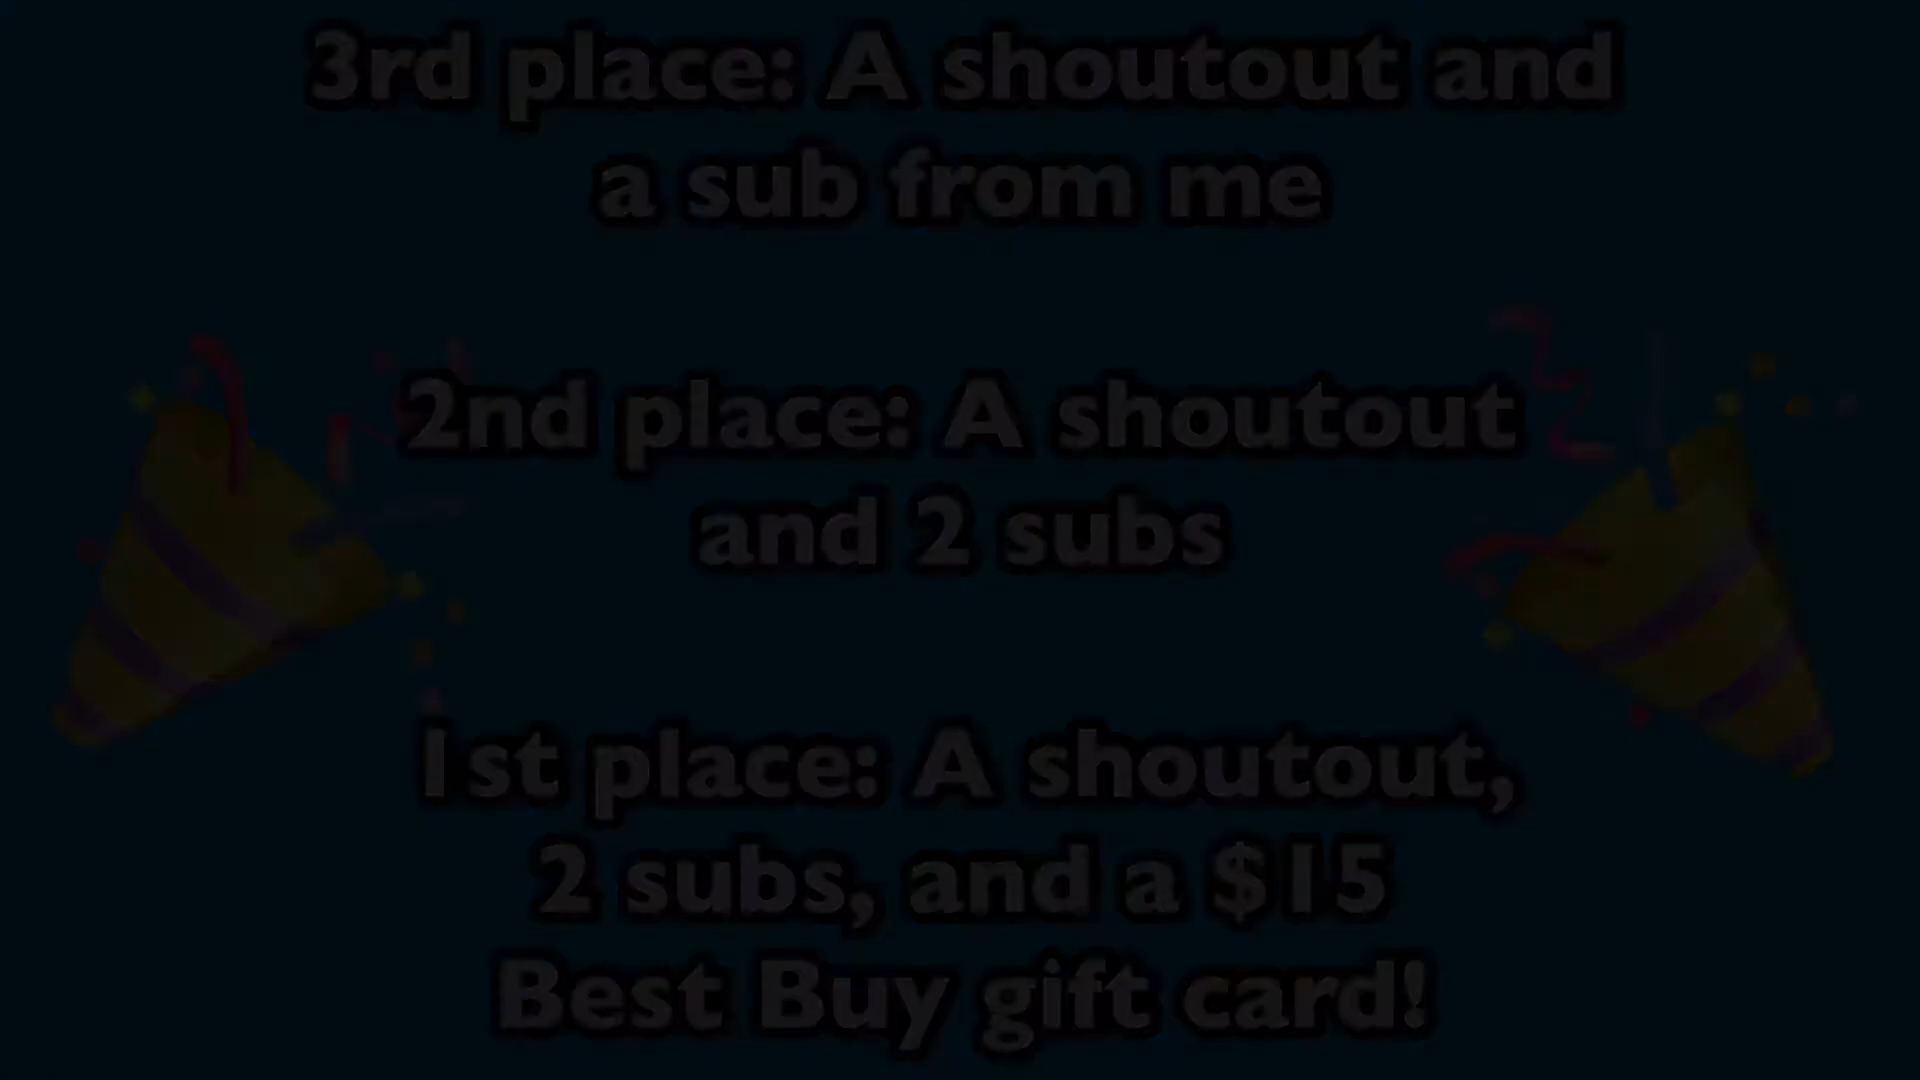 3rd place: A shoutout and
a sub from me
2nd place: A shoutout
and 2 subs
1st place: A shoutout,
2 subs, and a $15
Best Buy gift card!